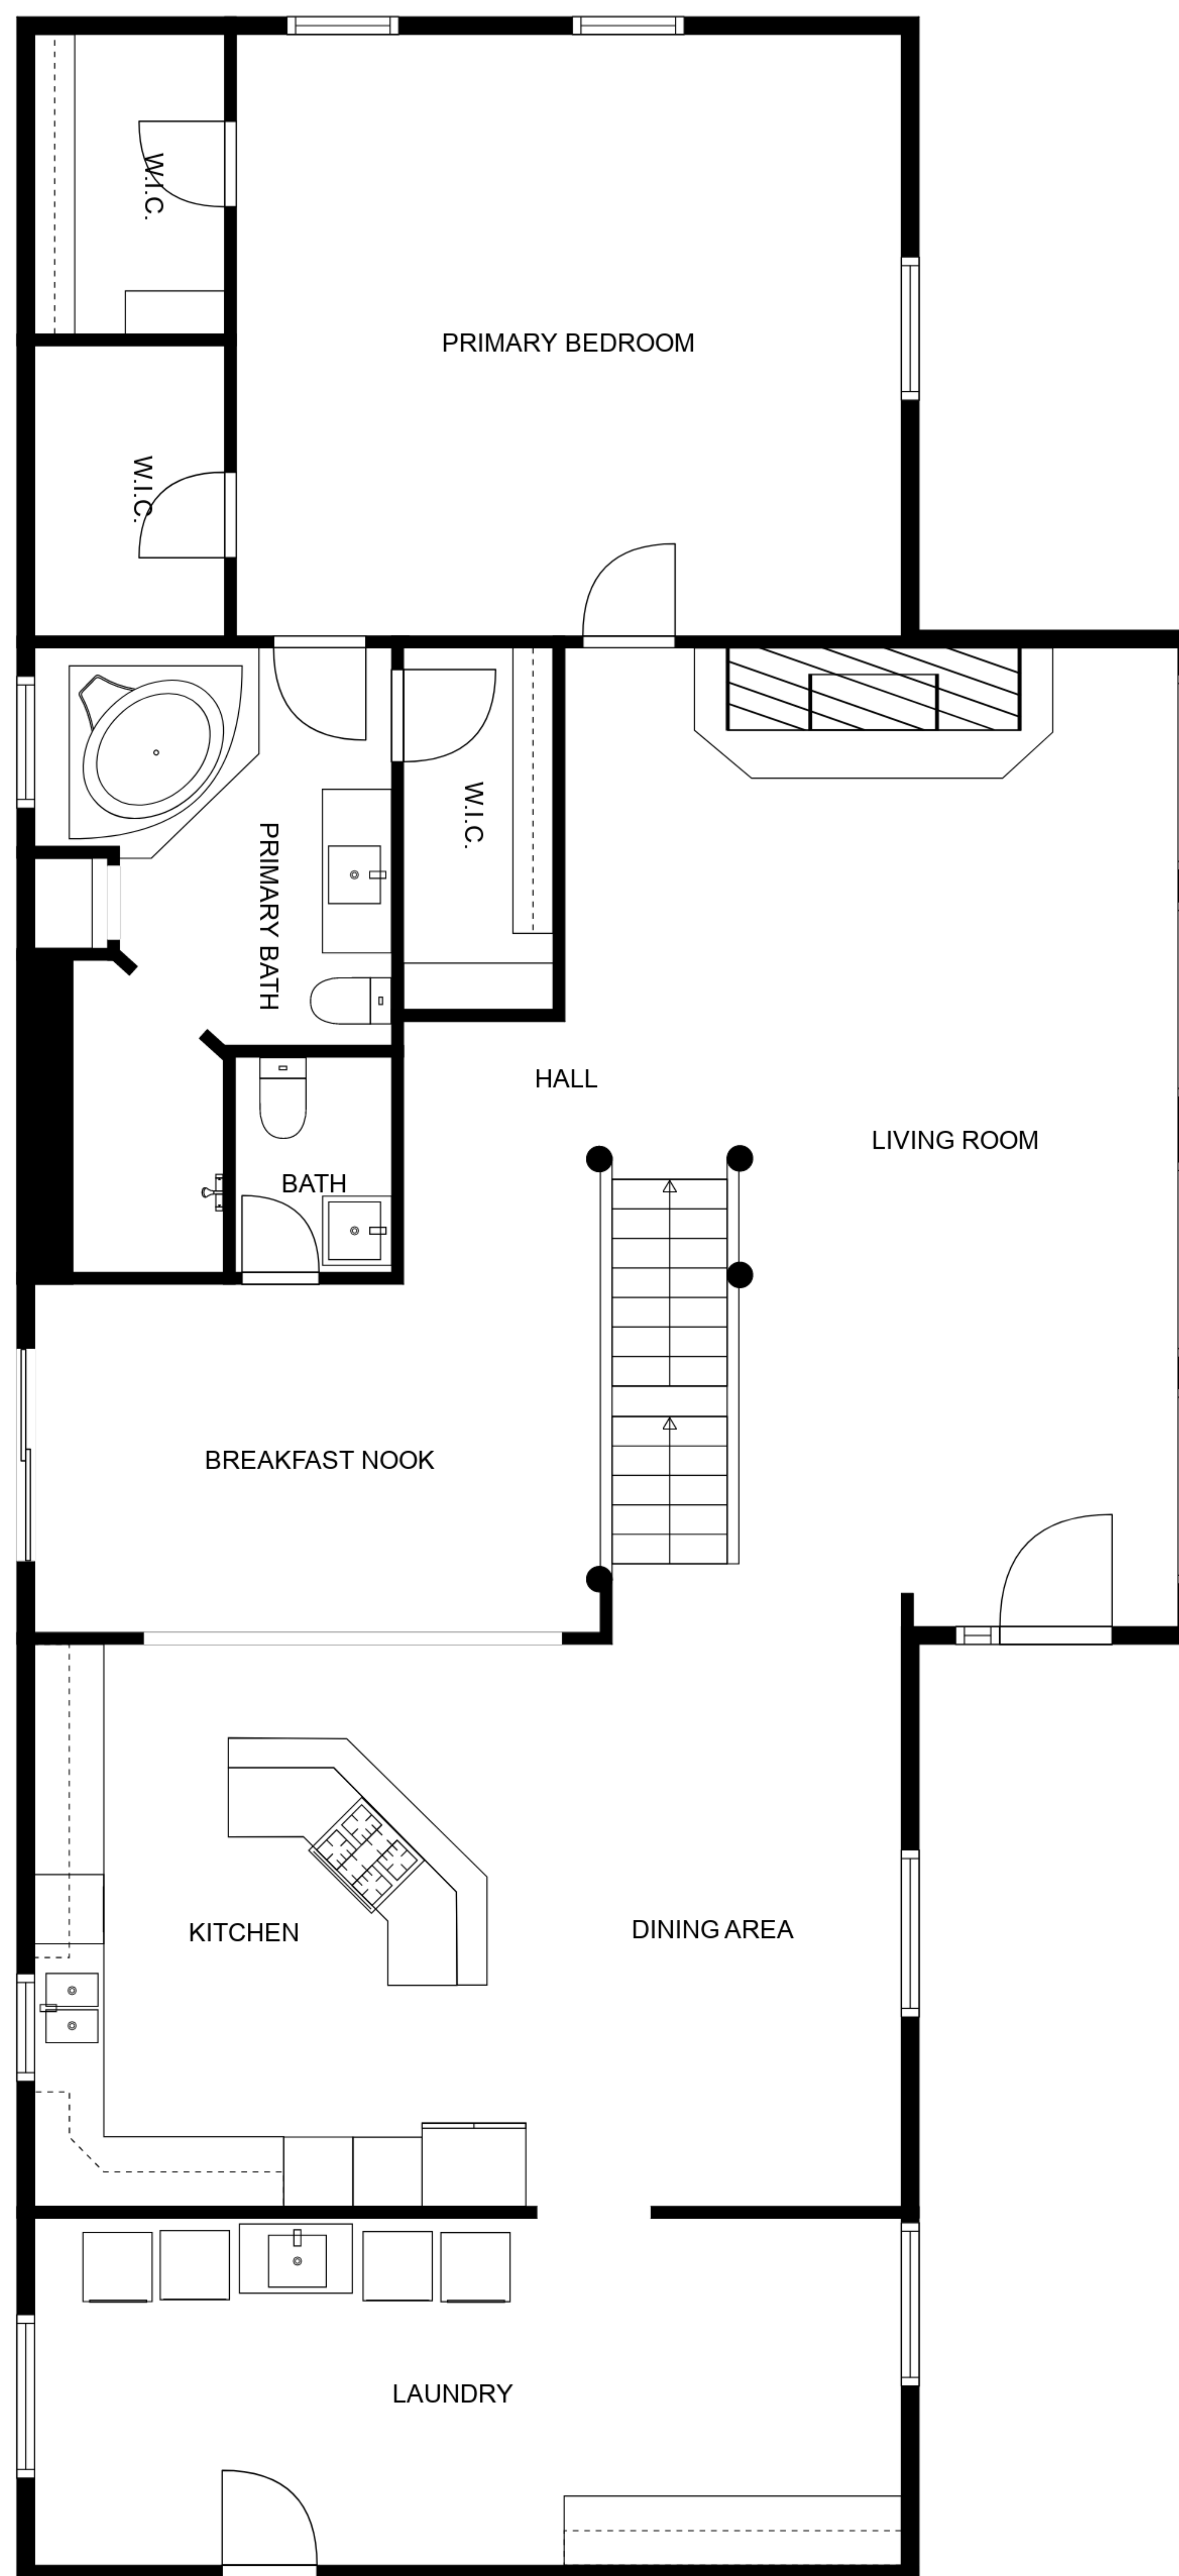 W.I.C.
PRIMARY BEDROOM
W.I.C.
W.I.C.
PRIMARY BATH
HALL
LIVING ROOM
BATH
BREAKFAST NOOK
KITCHEN
DINING AREA
LAUNDRY